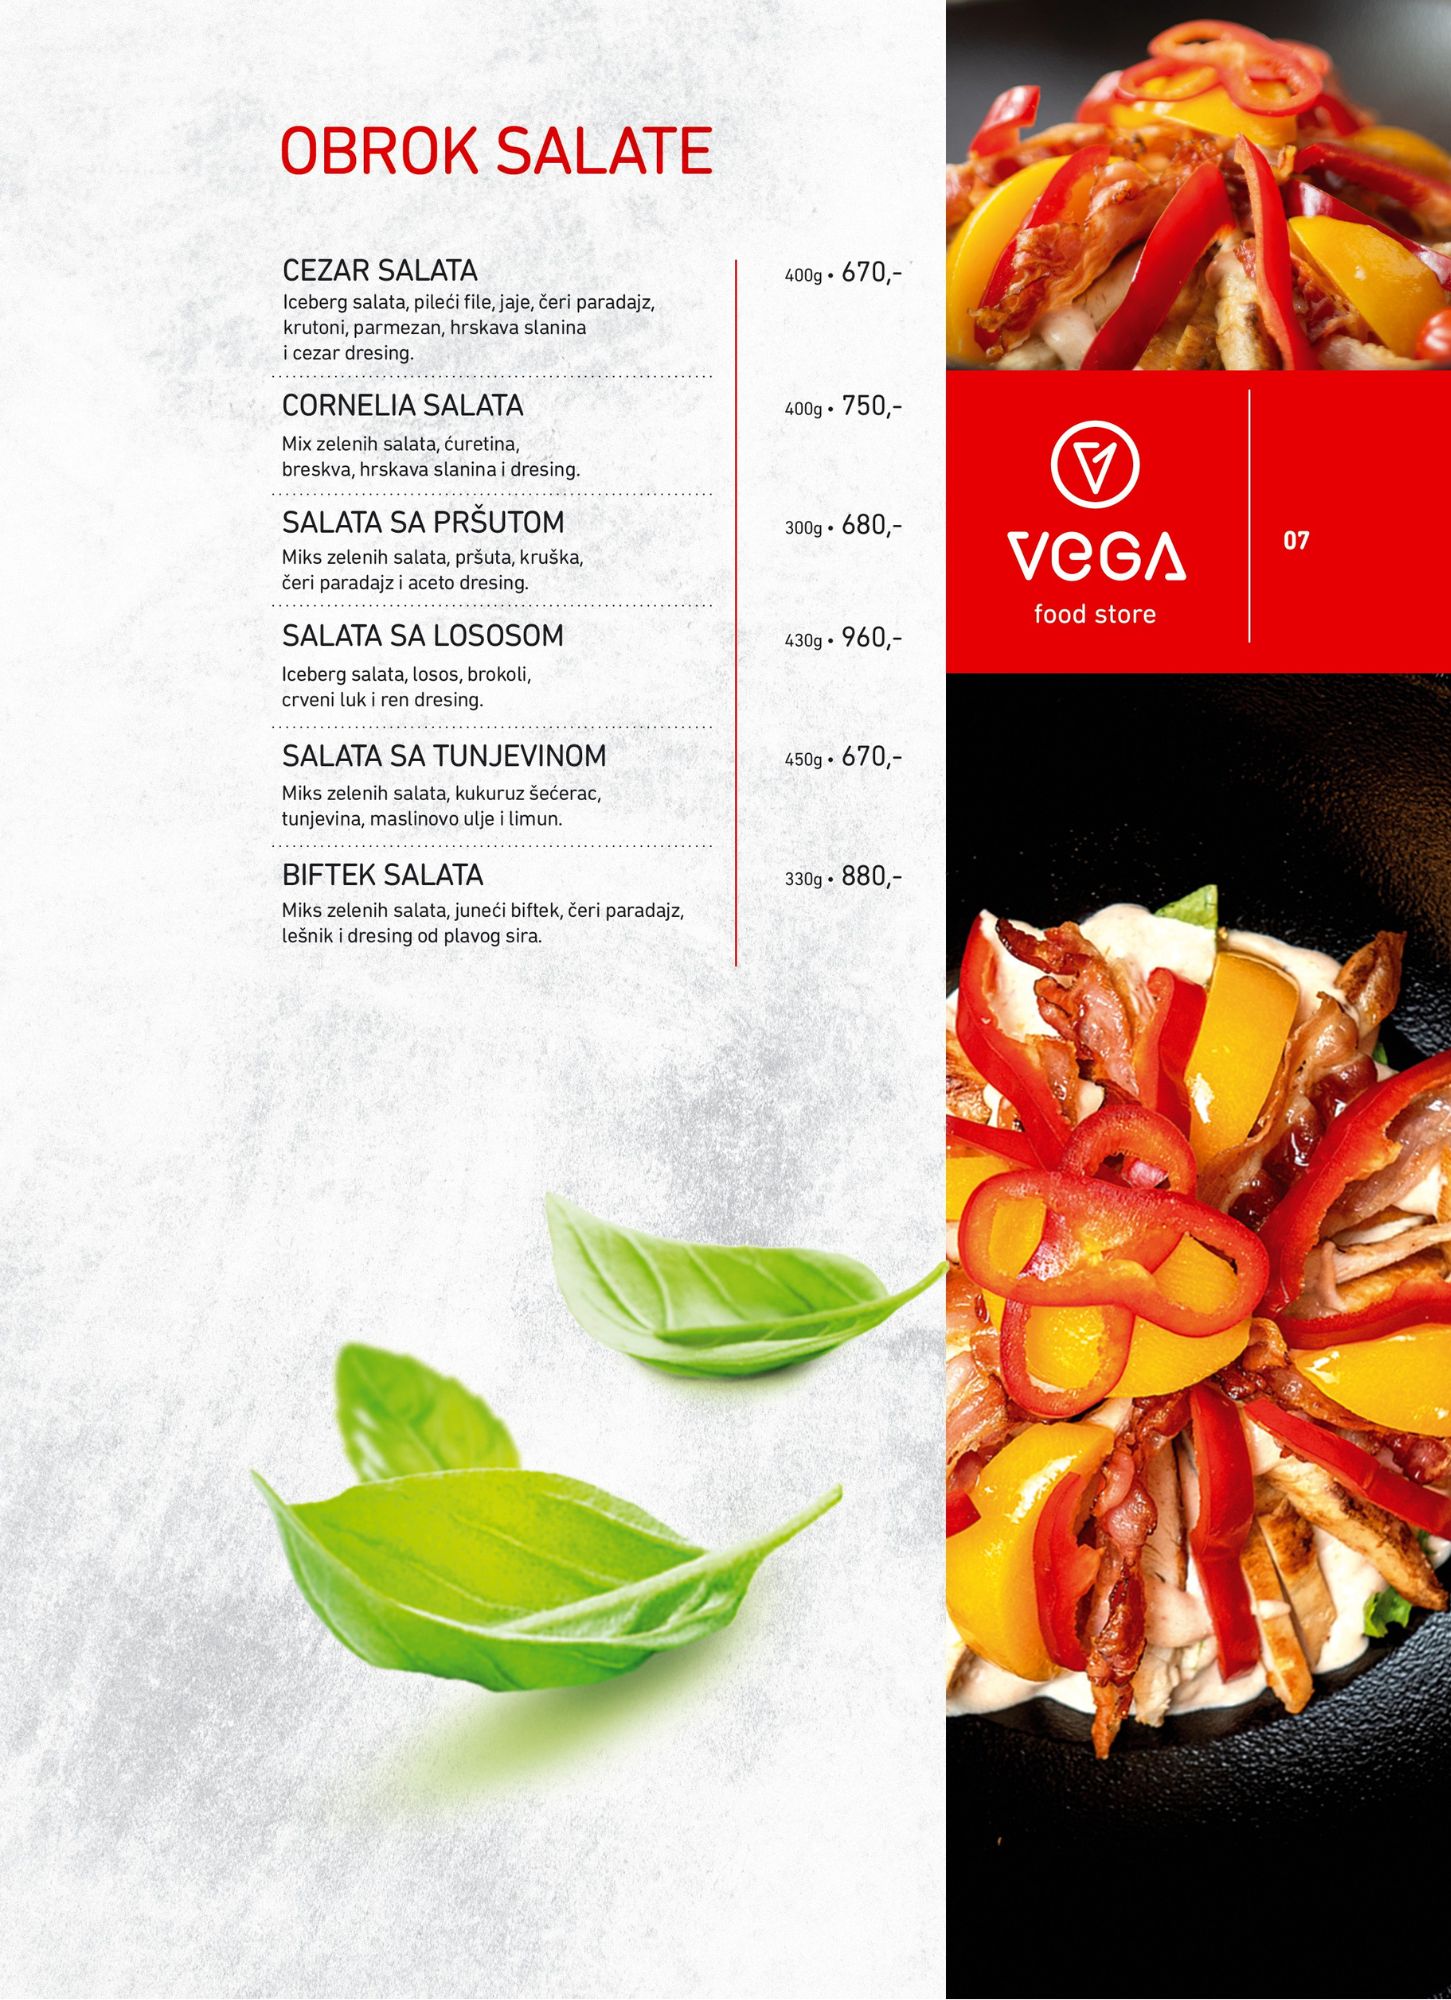 OBROK SALATE
CEZAR SALATA 400g • 670,-
Iceberg salata, pileći file, jaje, čeri paradajz,
krutoni, parmezan, hrskava slanina
i cezar dresing.
CORNELIA SALATA 400g • 750,-
Mix zelenih salata, ćuretina,
breskva, hrskava slanina i dresing.
SALATA SA PRŠUTOM 300g • 680,-
Miks zelenih salata, pršuta, kruška,
čeri paradajz i aceto dresing.
SALATA SA LOSOSOM 430g • 960,-
Iceberg salata, losos, brokoli,
crveni luk i ren dresing.
SALATA SA TUNJEVINOM 450g • 670,-
Miks zelenih salata, kukuruz šećerac,
tunjevina, maslinovo ulje i limun.
BIFTEK SALATA 330g • 880,-
Miks zelenih salata, juneći biftek, čeri paradajz,
lešnik i dresing od plavog sira.
VEGA
food store
07